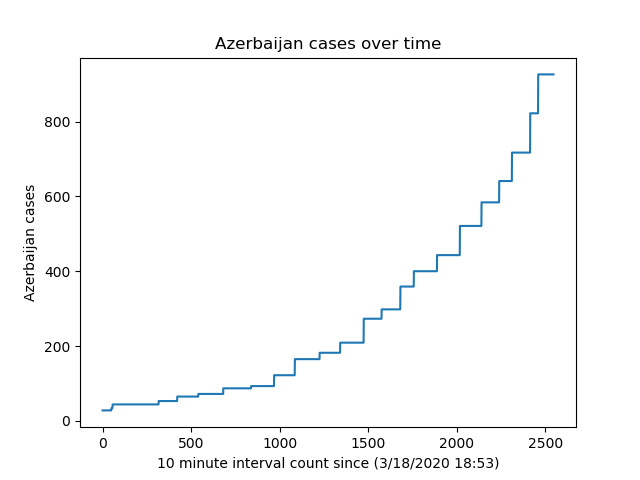 Azerbaijan cases over time
Azerbaijan cases
800
600
400
200
0
0 500 1000 1500 2000 2500
10 minute interval count since (3/18/2020 18:53)